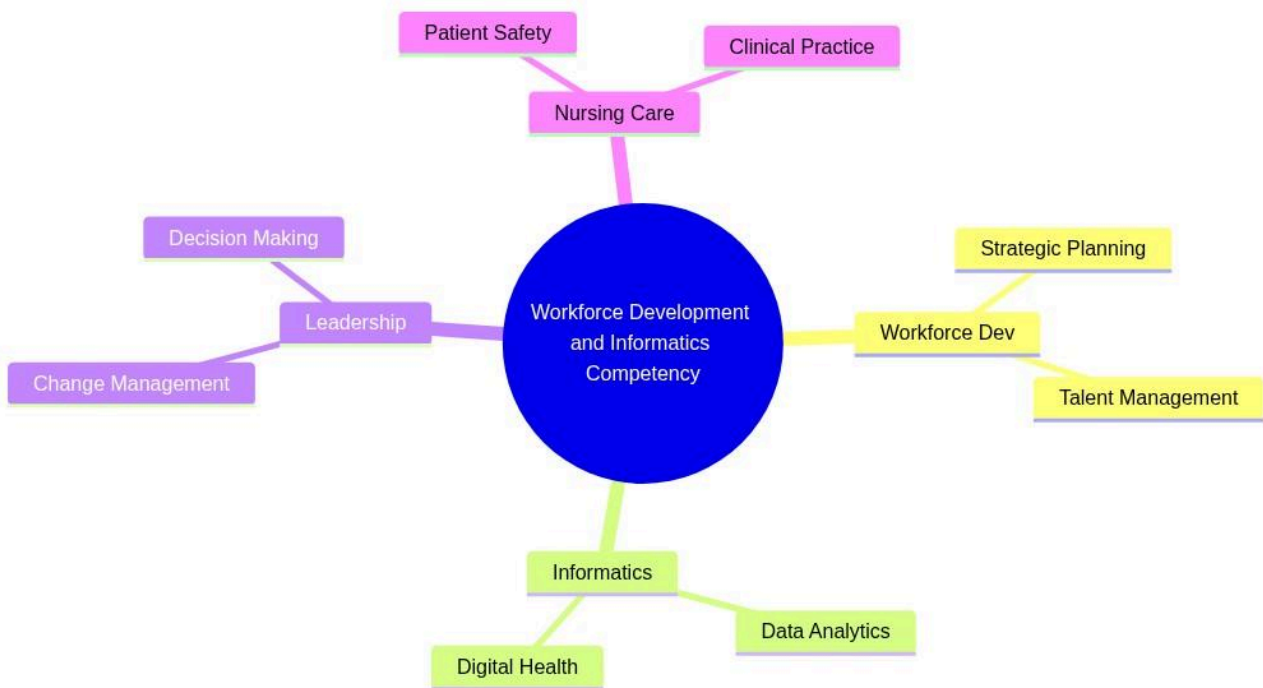 Patient Safety
Clinical Practice
Nursing Care
Decision Making
Strategic Planning
Leadership
Workforce Development
and Informatics
Competency
Workforce Dev
Change Management
Talent Management
Informatics
Data Analytics
Digital Health